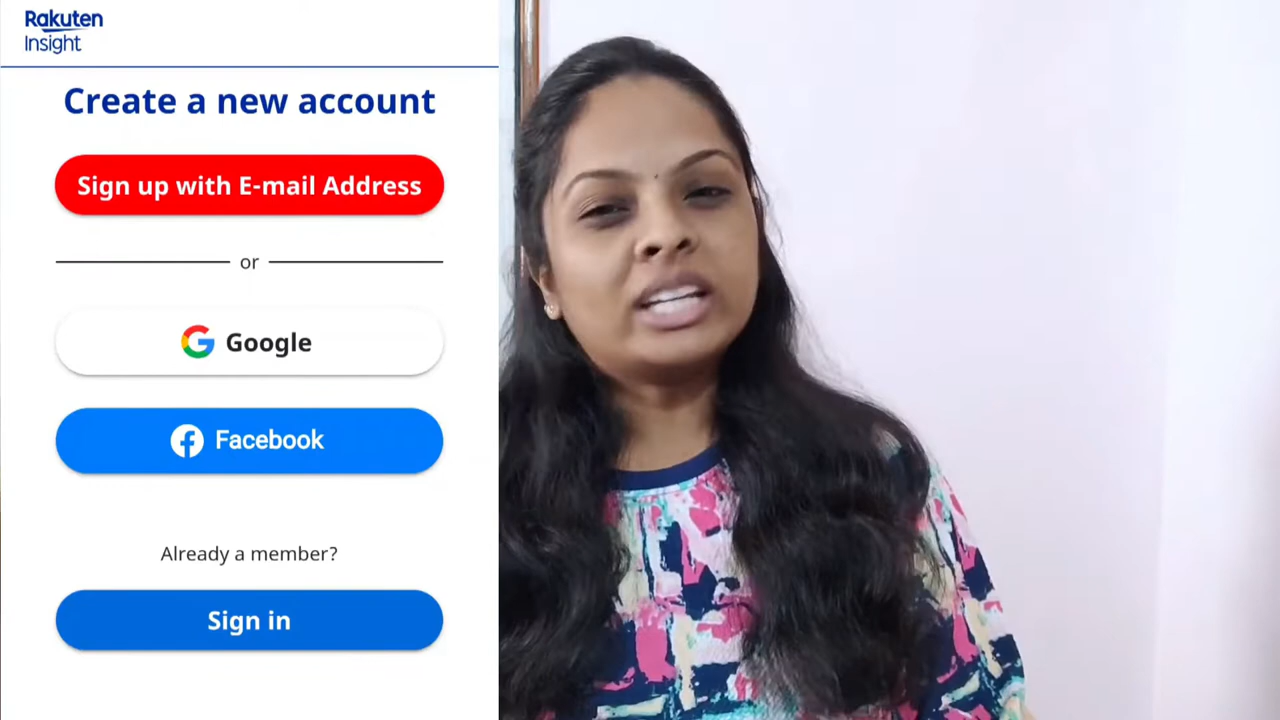 Rakuten
Insight
Create a new account
Sign up with E-mail Address
or
Google
Facebook
Already a member?
Sign in